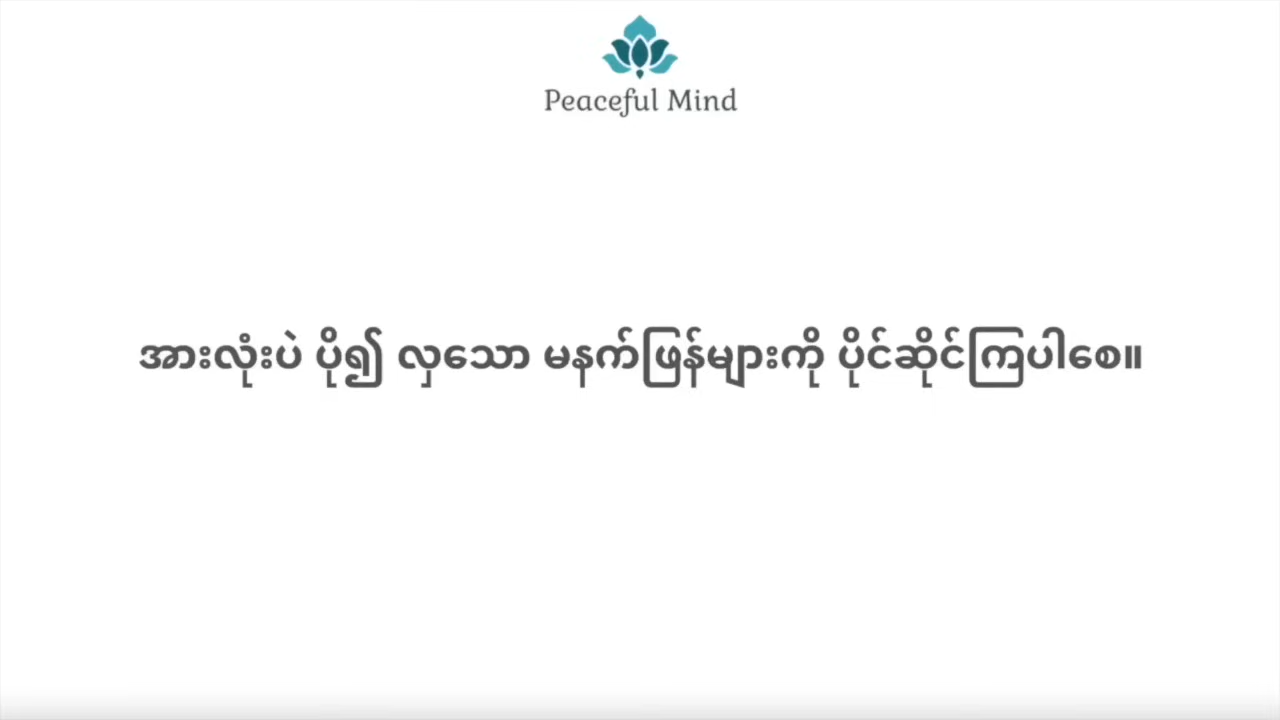 Peaceful Mind
အားလုံးပဲ ပို၍ လှသော မနက်ဖြန်များကို ပိုင်ဆိုင်ကြပါစေ။